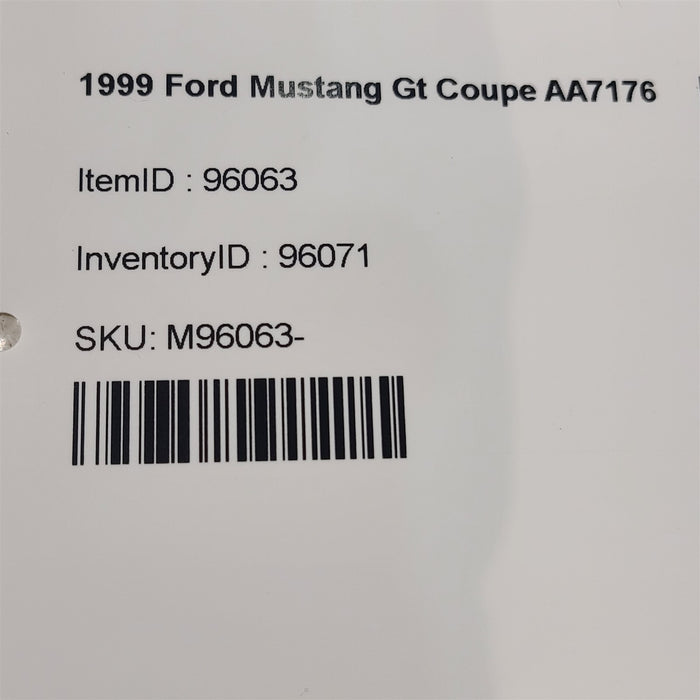 1999 Ford Mustang Gt Coupe AA7176
ItemID : 96063
InventoryID : 96071
SKU: M96063-